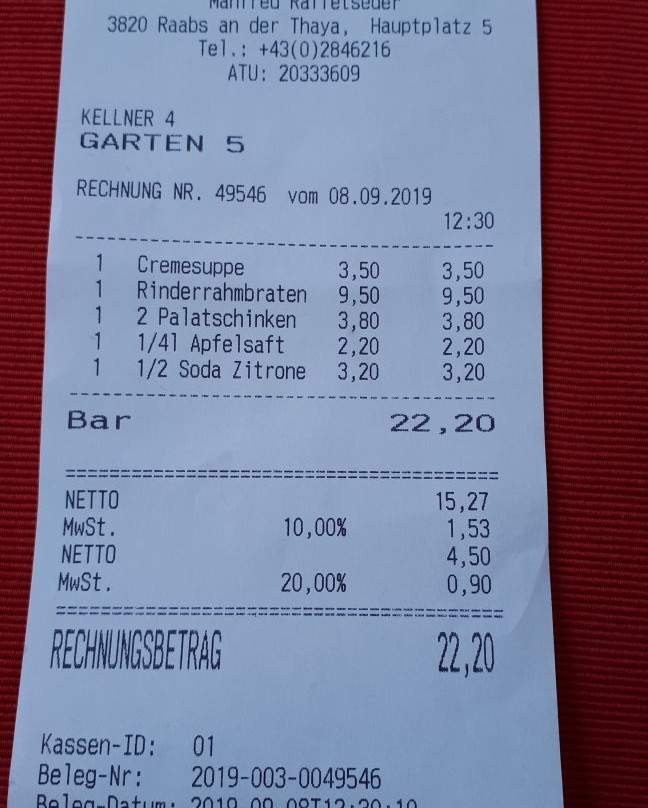 Manfred Raffelseder
3820 Raabs an der Thaya, Hauptplatz 5
Tel.: +43(0)2846216
ATU: 20333609
KELLNER 4
GARTEN 5
RECHNUNG NR. 49546 vom 08.09.2019
12:30
1 Cremesuppe 3,50 3,50
1 Rinderrahmbraten 9,50 9,50
1 2 Palatschinken 3,80 3,80
1 1/4l Apfelsaft 2,20 2,20
1 1/2 Soda Zitrone 3,20 3,20
Bar 22,20
NETTO 15,27
MwSt. 10,00% 1,53
NETTO 4,50
MwSt. 20,00% 0,90
RECHNUNGSBETRAG 22,20
Kassen-ID: 01
Beleg-Nr: 2019-003-0049546
Beleg-Datum: